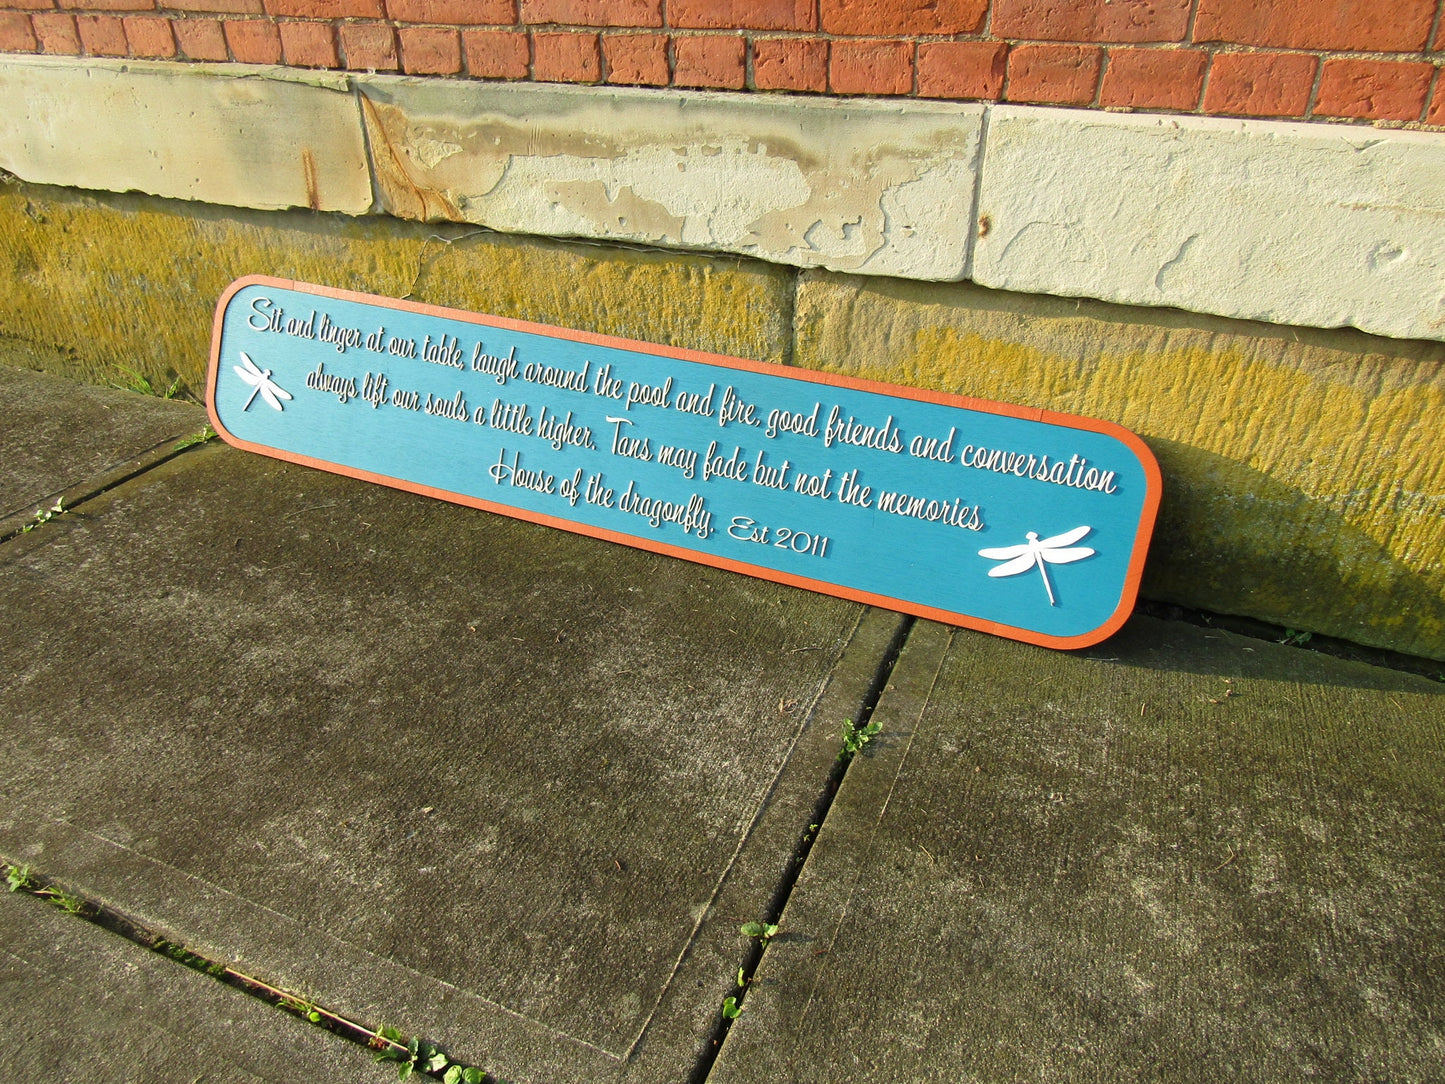 Sit and linger at our table, laugh around the pool and fire, good friends and conversation
always lift our souls a little higher. Tans may fade but not the memories
House of the dragonfly. Est 2011